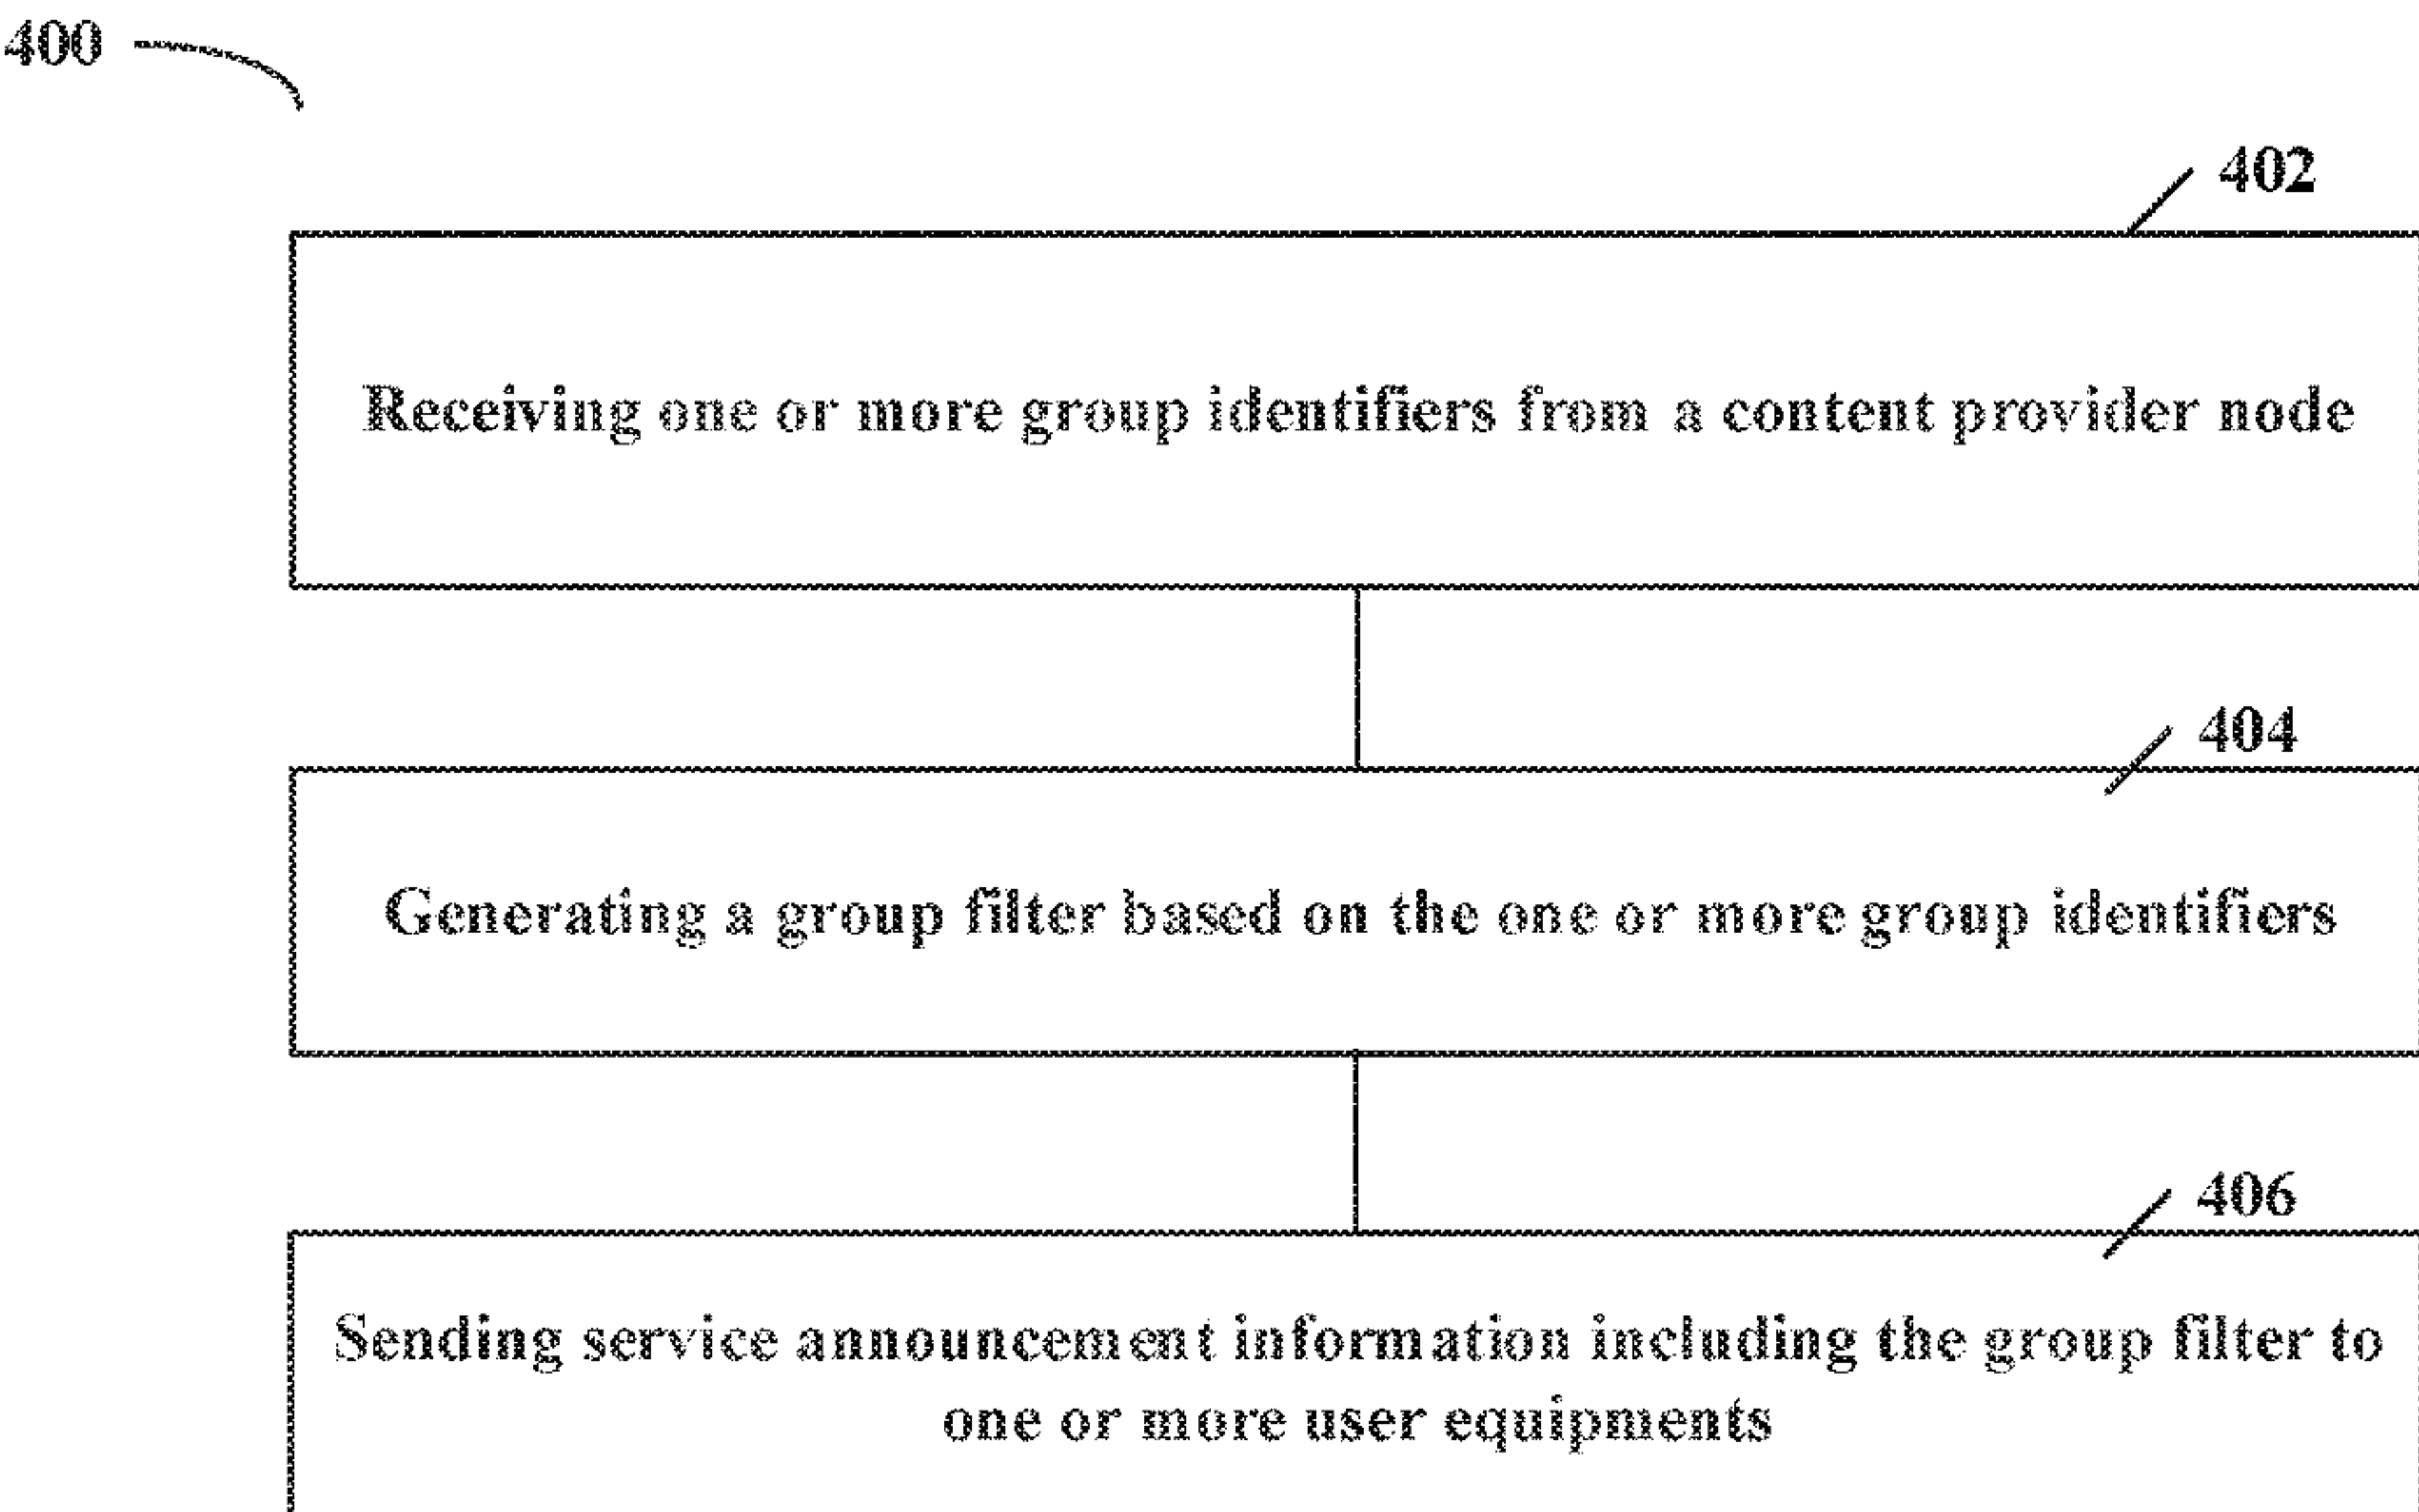 400
402
Receiving one or more group identifiers from a content provider node
404
Generating a group filter based on the one or more group identifiers
406
Sending service announcement information including the group filter to
one or more user equipments